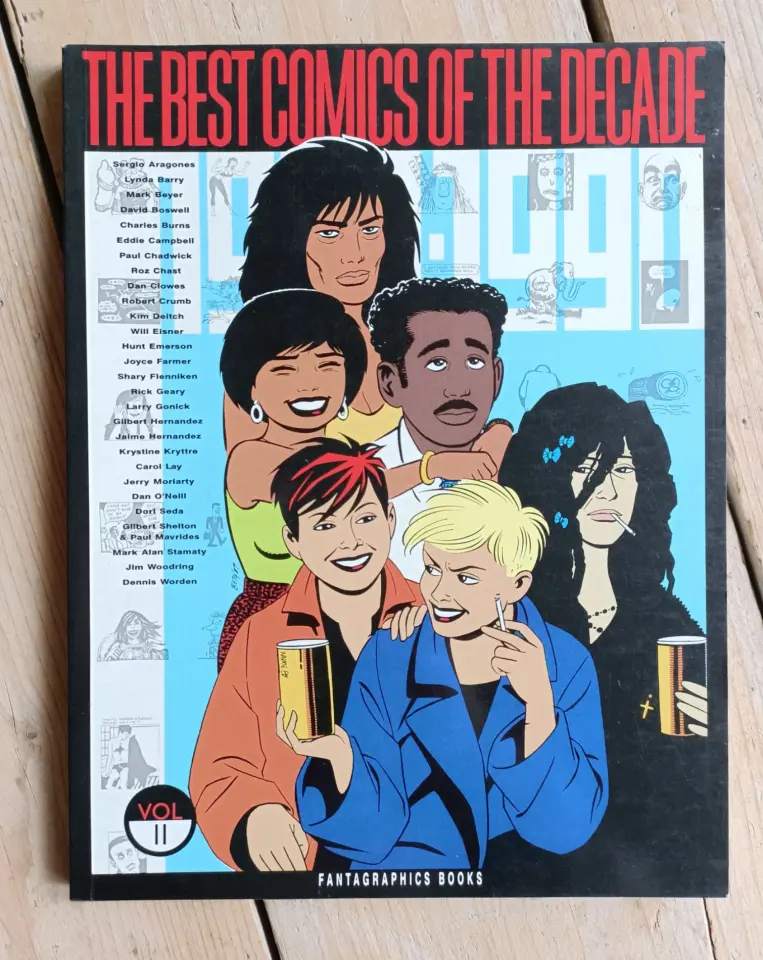 THE BEST COMICS OF THE DECADE
Sergio Aragones
Lynda Barry
Mark Beyer
David Boswell
Charles Burns
Eddie Campbell
Paul Chadwick
Roz Chast
Dan Clowes
Robert Crumb
Kim Deitch
Will Eisner
Hunt Emerson
Joyce Farmer
Shary Flenniken
Rick Geary
Larry Gonick
Gilbert Hernandez
Jaime Hernandez
Krystine Kryttre
Carol Lay
Jerry Moriarty
Dan O'Neill
Dori Seda
Gilbert Shelton
& Paul Mavrides
Mark Alan Stamaty
Jim Woodring
Dennis Worden
VOL
II
FANTAGRAPHICS BOOKS